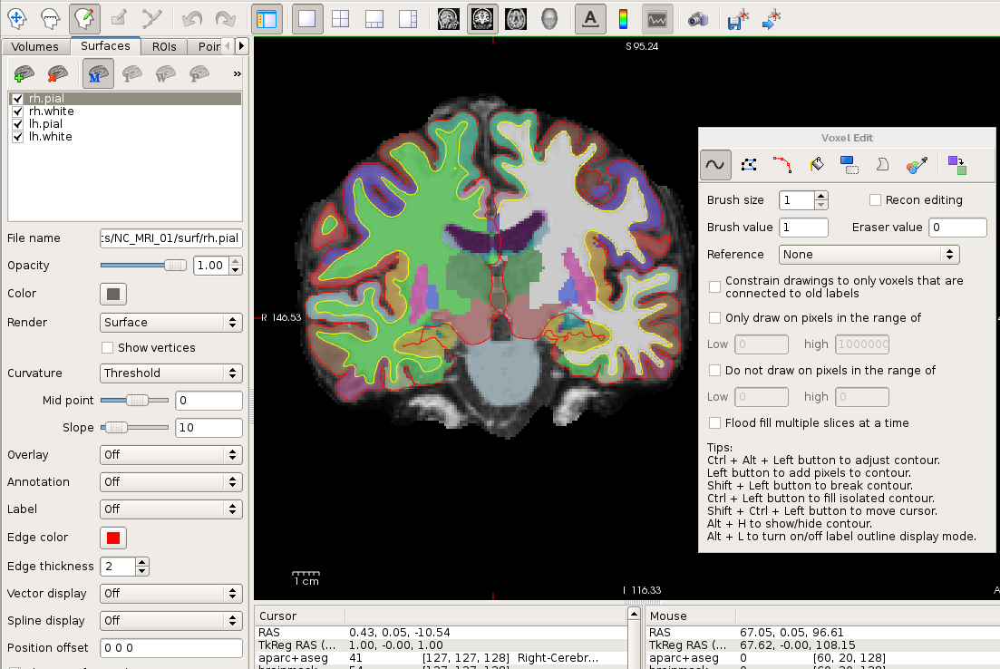 A
Volumes Surfaces ROIs Poir
M I W P »
rh.pial
rh.white
lh.pial
lh.white
File name ts/NC_MRI_01/surf/rh.pial
Opacity 1.00
Color
Render Surface
Show vertices
Curvature Threshold
Mid point 0
Slope 10
Overlay Off
Annotation Off
Label Off
Edge color
Edge thickness 2
Vector display Off
Spline display Off
Position offset 0 0 0
S 95.24
R 146.53
1 cm
I 116.33
A
Voxel Edit
Brush size 1 Recon editing
Brush value 1 Eraser value 0
Reference None
Constrain drawings to only voxels that are
connected to old labels
Only draw on pixels in the range of
Low 0 high 1000000
Do not draw on pixels in the range of
Low 0 high 0
Flood fill multiple slices at a time
Tips:
Ctrl + Alt + Left button to adjust contour.
Left button to add pixels to contour.
Shift + Left button to break contour.
Ctrl + Left button to fill isolated contour.
Shift + Ctrl + Left button to move cursor.
Alt + H to show/hide contour.
Alt + L to turn on/off label outline display mode.
Cursor
RAS 0.43, 0.05, -10.54
TkReg RAS (... 1.00, -0.00, 1.00
aparc+aseg 41 [127, 127, 128] Right-Cerebr...
Mouse
RAS 67.05, 0.05, 96.61
TkReg RAS (... 67.62, -0.00, 108.15
aparc+aseg 0 [60, 20, 128]